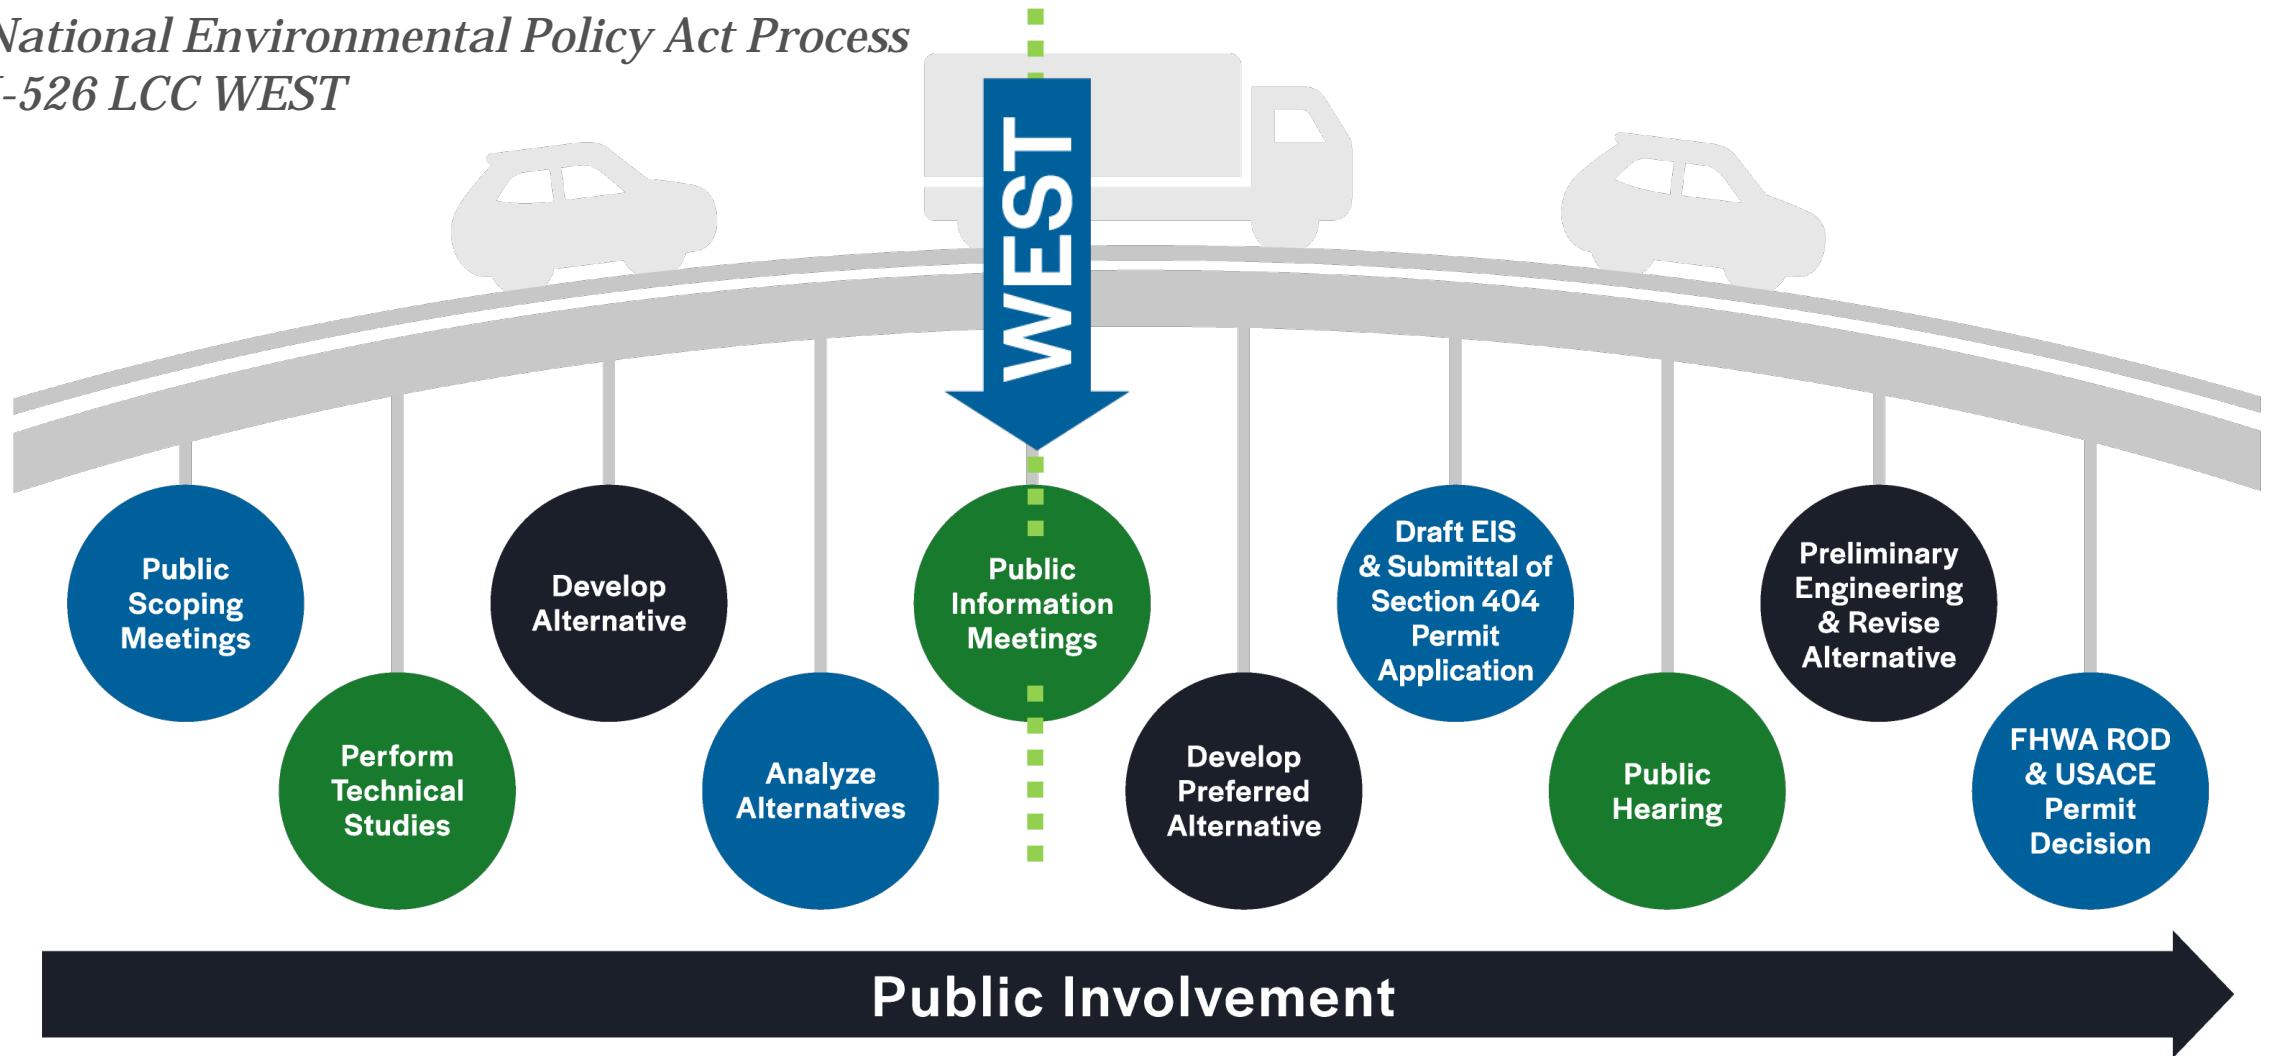 National Environmental Policy Act Process
I-526 LCC WEST
WEST
Public
Scoping
Meetings
Perform
Technical
Studies
Develop
Alternative
Analyze
Alternatives
Public
Information
Meetings
Develop
Preferred
Alternative
Draft EIS
& Submittal of
Section 404
Permit
Application
Public
Hearing
Preliminary
Engineering
& Revise
Alternative
FHWA ROD
& USACE
Permit
Decision
Public Involvement